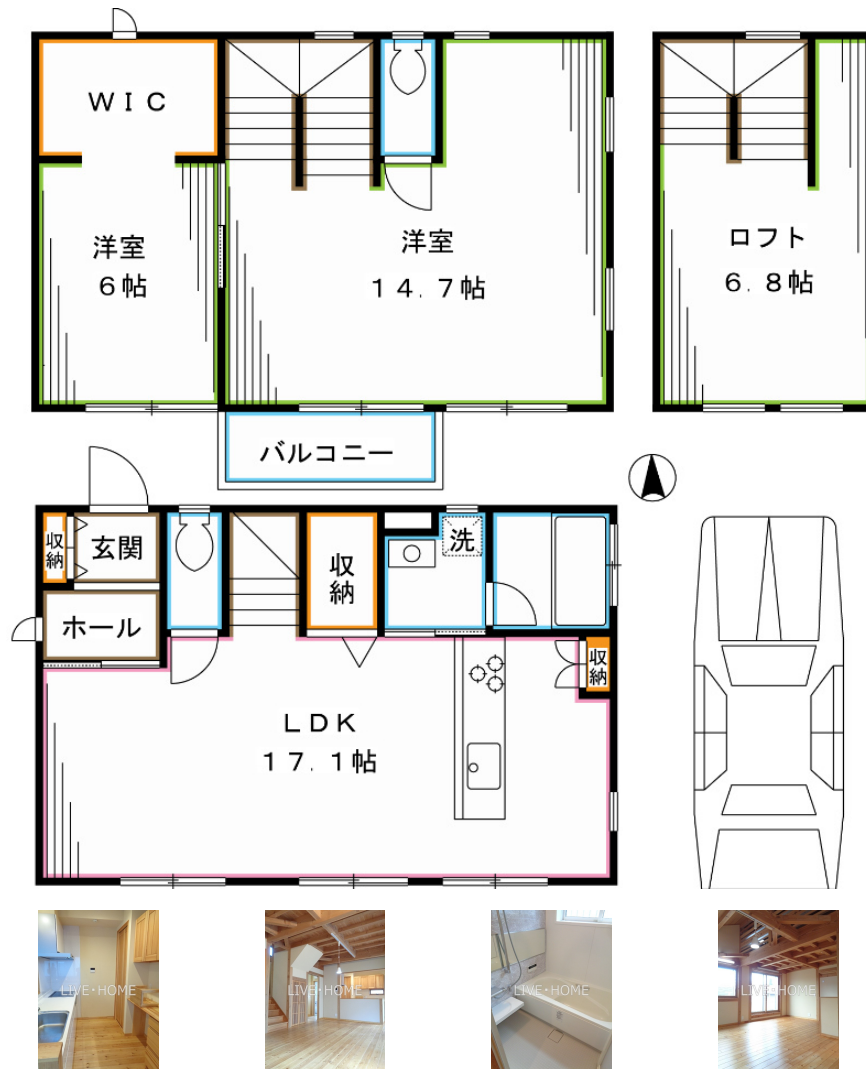 ＷＩＣ
洋室
６帖
洋室
１４．７帖
ロフト
６．８帖
バルコニー
収納
玄関
ホール
収納
洗
収納
ＬＤＫ
１７．１帖
LIVE・HOME
LIVE・HOME
LIVE・HOME
LIVE・HOME